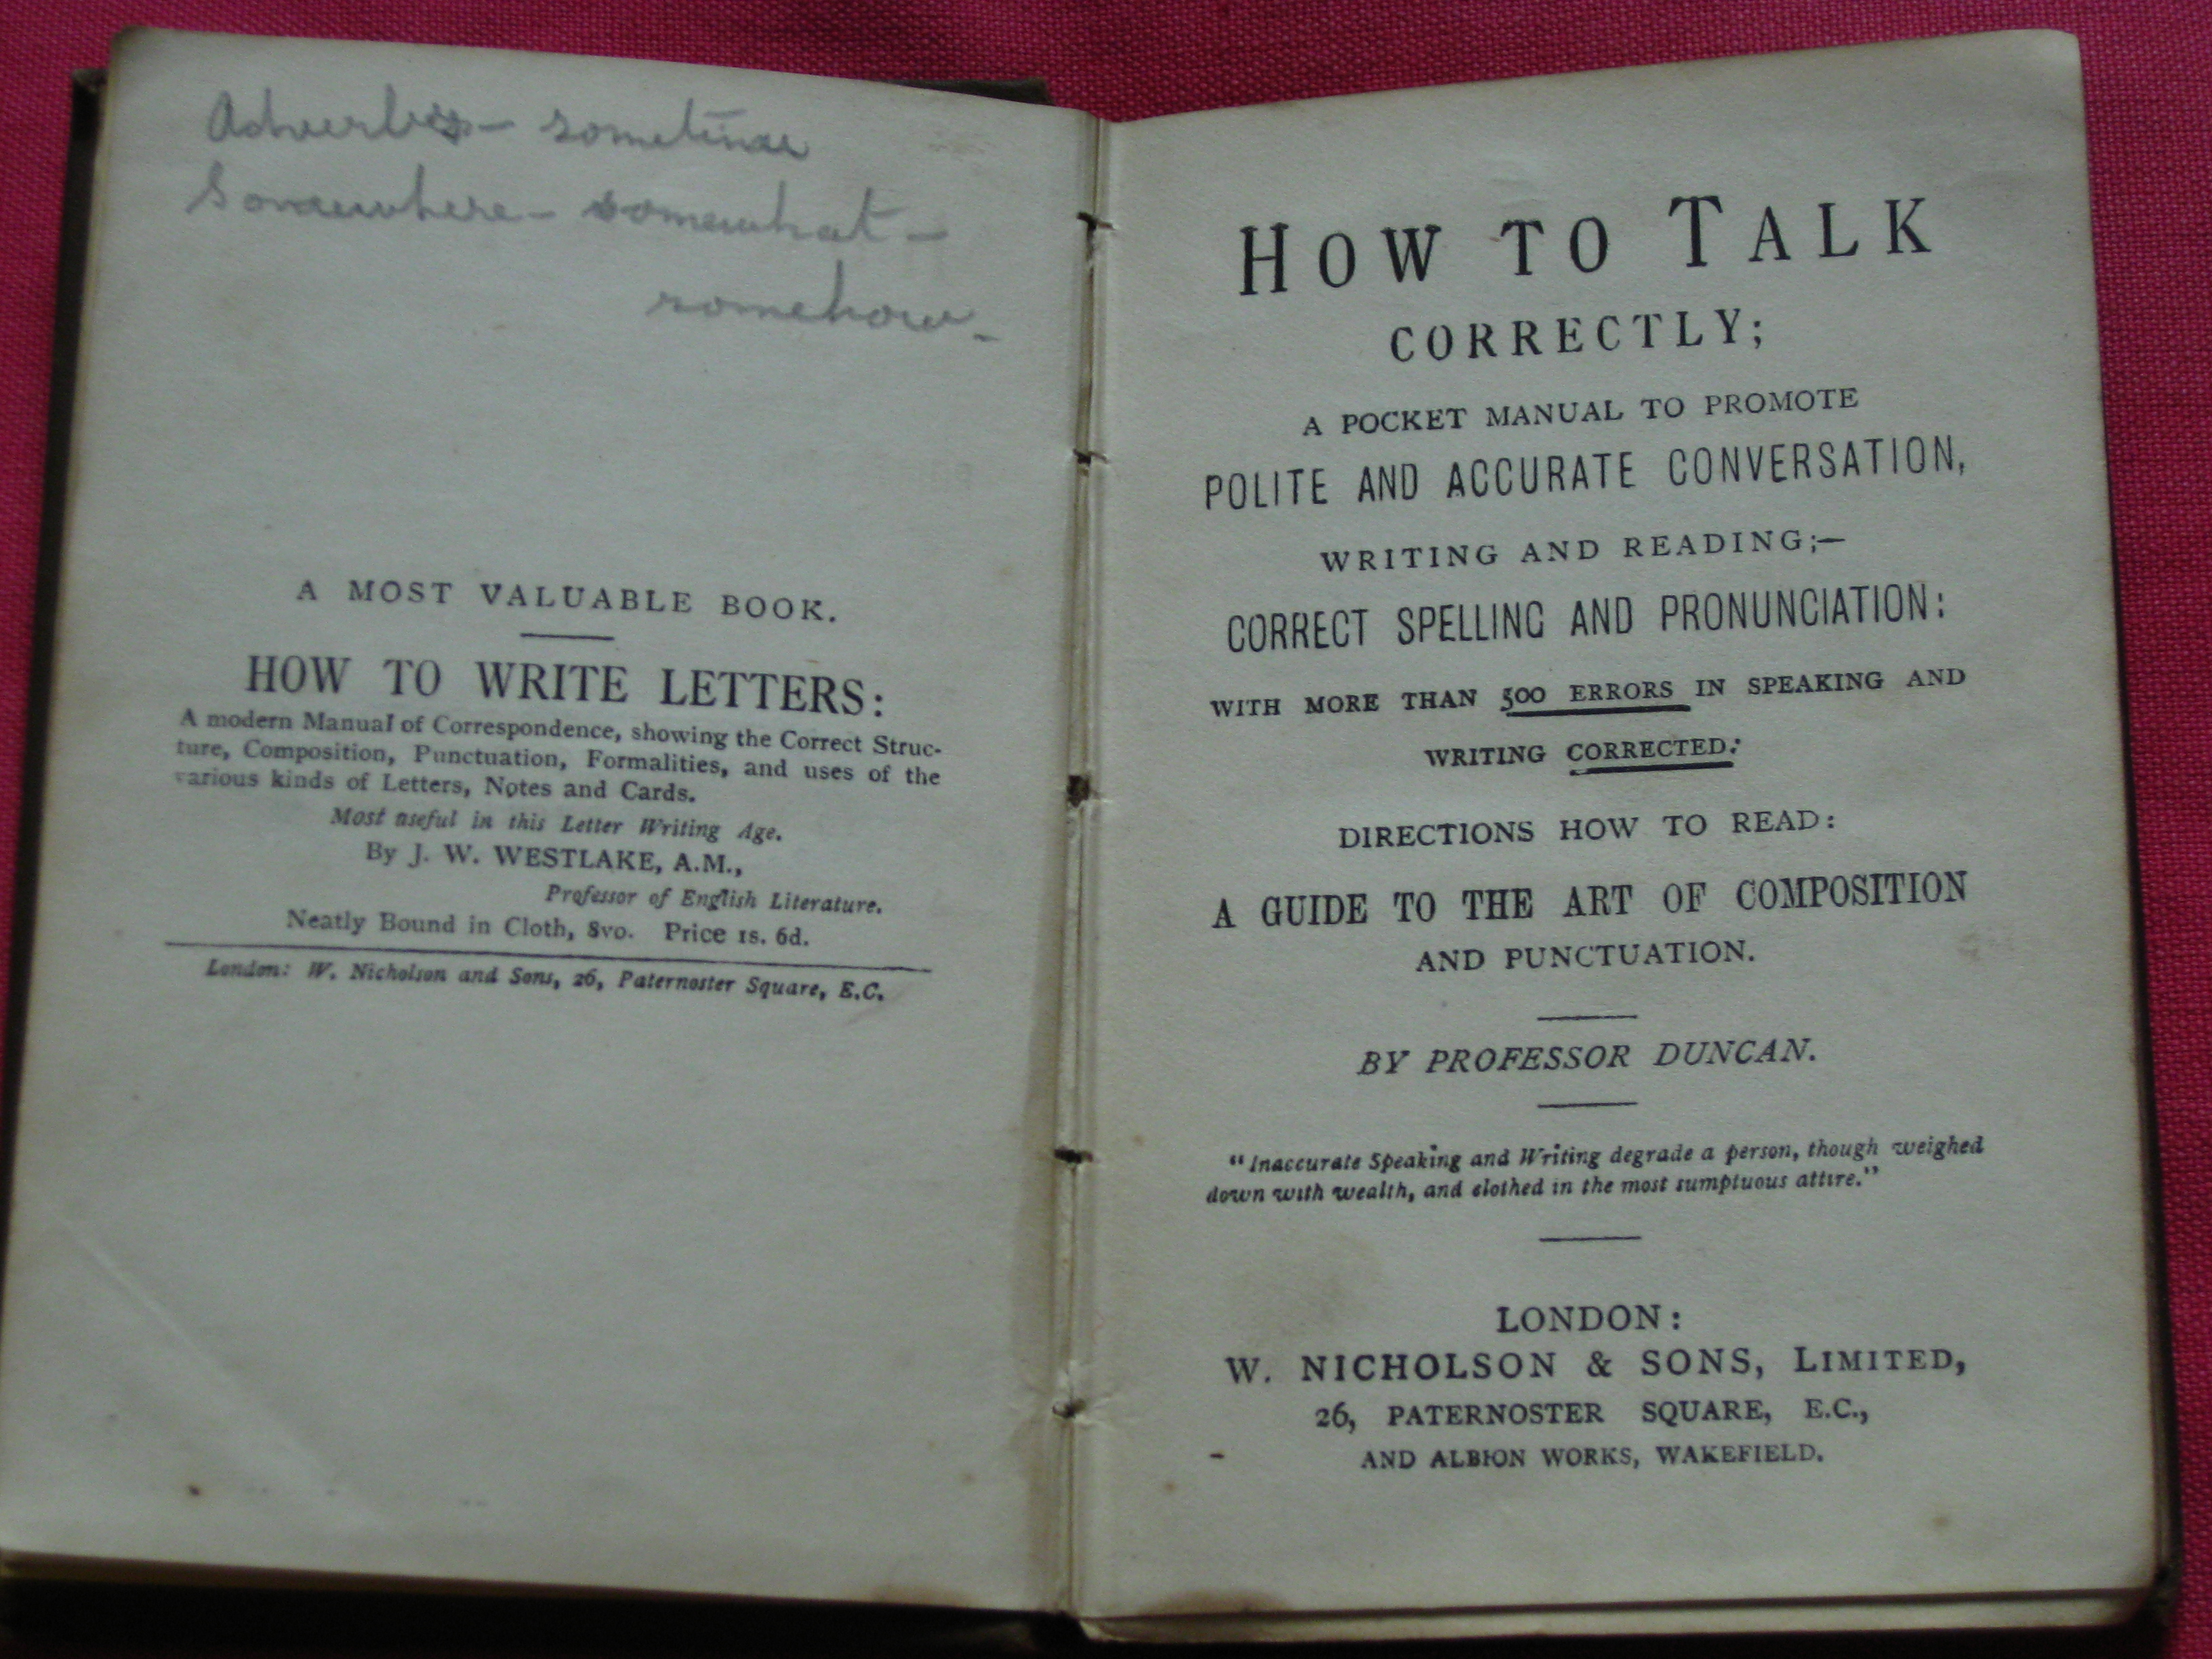 Adverbs - sometime
Somewhere - somewhat -
somehow -
A MOST VALUABLE BOOK.
HOW TO WRITE LETTERS:
A modern Manual of Correspondence, showing the Correct Struc-
ture, Composition, Punctuation, Formalities, and uses of the
various kinds of Letters, Notes and Cards.
Most useful in this Letter Writing Age.
By J. W. WESTLAKE, A.M.,
Professor of English Literature.
Neatly Bound in Cloth, 8vo. Price 1s. 6d.
London: W. Nicholson and Sons, 26, Paternoster Square, E.C.
HOW TO TALK
CORRECTLY;
A POCKET MANUAL TO PROMOTE
POLITE AND ACCURATE CONVERSATION,
WRITING AND READING;—
CORRECT SPELLING AND PRONUNCIATION:
WITH MORE THAN 500 ERRORS IN SPEAKING AND
WRITING CORRECTED:
DIRECTIONS HOW TO READ:
A GUIDE TO THE ART OF COMPOSITION
AND PUNCTUATION.
BY PROFESSOR DUNCAN.
"Inaccurate Speaking and Writing degrade a person, though weighed
down with wealth, and clothed in the most sumptuous attire."
LONDON:
W. NICHOLSON & SONS, LIMITED,
26, PATERNOSTER SQUARE, E.C.,
AND ALBION WORKS, WAKEFIELD.